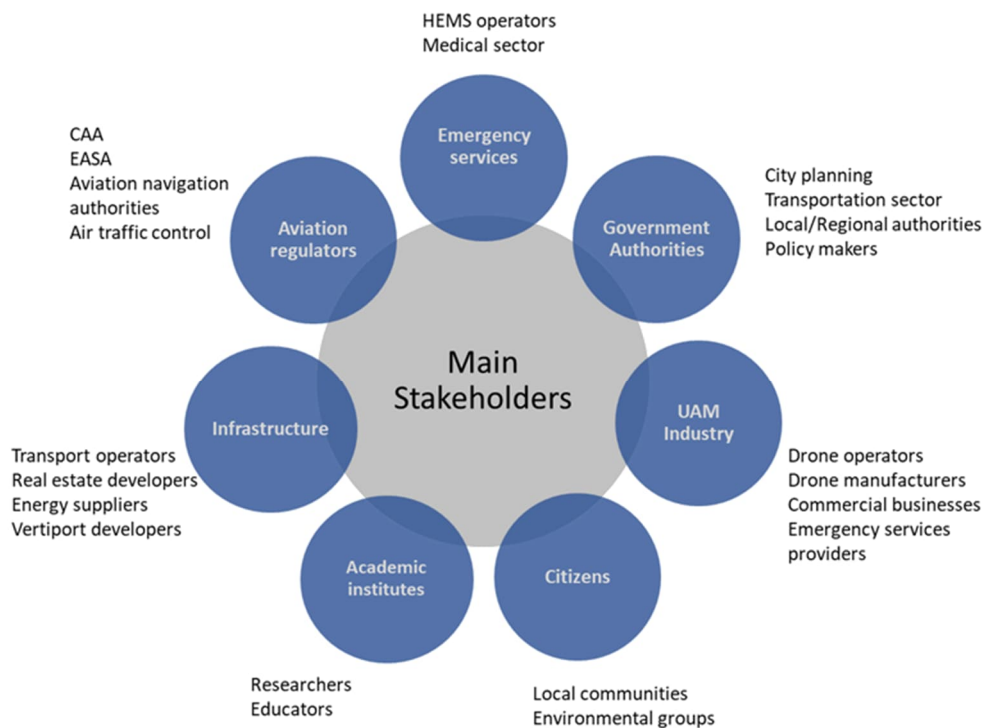 HEMS operators
Medical sector
Emergency
services
CAA
EASA
Aviation navigation
authorities
Air traffic control
Aviation
regulators
Government
Authorities
City planning
Transportation sector
Local/Regional authorities
Policy makers
Main
Stakeholders
Infrastructure
UAM
Industry
Transport operators
Real estate developers
Energy suppliers
Vertiport developers
Drone operators
Drone manufacturers
Commercial businesses
Emergency services
providers
Academic
institutes
Citizens
Researchers
Educators
Local communities
Environmental groups